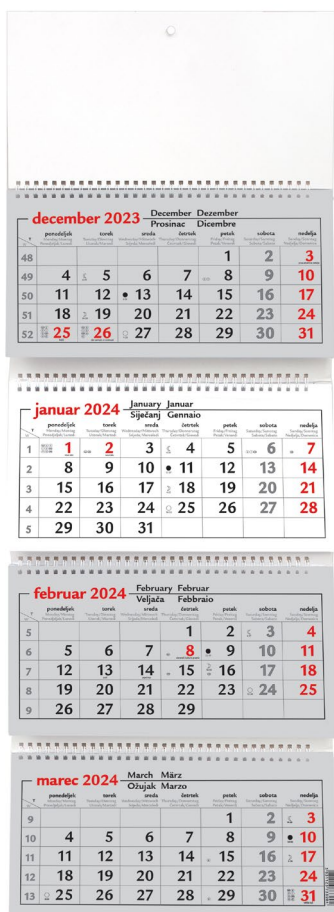 december 2023 December Dezember
Prosinac Dicembre
ponedeljek torek sreda četrtek petek sobota nedelja
48 1 2 3
49 4 5 6 7 8 9 10
50 11 12 13 14 15 16 17
51 18 19 20 21 22 23 24
52 25 26 27 28 29 30 31
januar 2024 January Januar
Siječanj Gennaio
ponedeljek torek sreda četrtek petek sobota nedelja
1 1 2 3 4 5 6 7
2 8 9 10 11 12 13 14
3 15 16 17 18 19 20 21
4 22 23 24 25 26 27 28
5 29 30 31
februar 2024 February Februar
Veljača Febbraio
ponedeljek torek sreda četrtek petek sobota nedelja
5 1 2 3 4
6 5 6 7 8 9 10 11
7 12 13 14 15 16 17 18
8 19 20 21 22 23 24 25
9 26 27 28 29
marec 2024 March März
Ožujak Marzo
ponedeljek torek sreda četrtek petek sobota nedelja
9 1 2 3
10 4 5 6 7 8 9 10
11 11 12 13 14 15 16 17
12 18 19 20 21 22 23 24
13 25 26 27 28 29 30 31